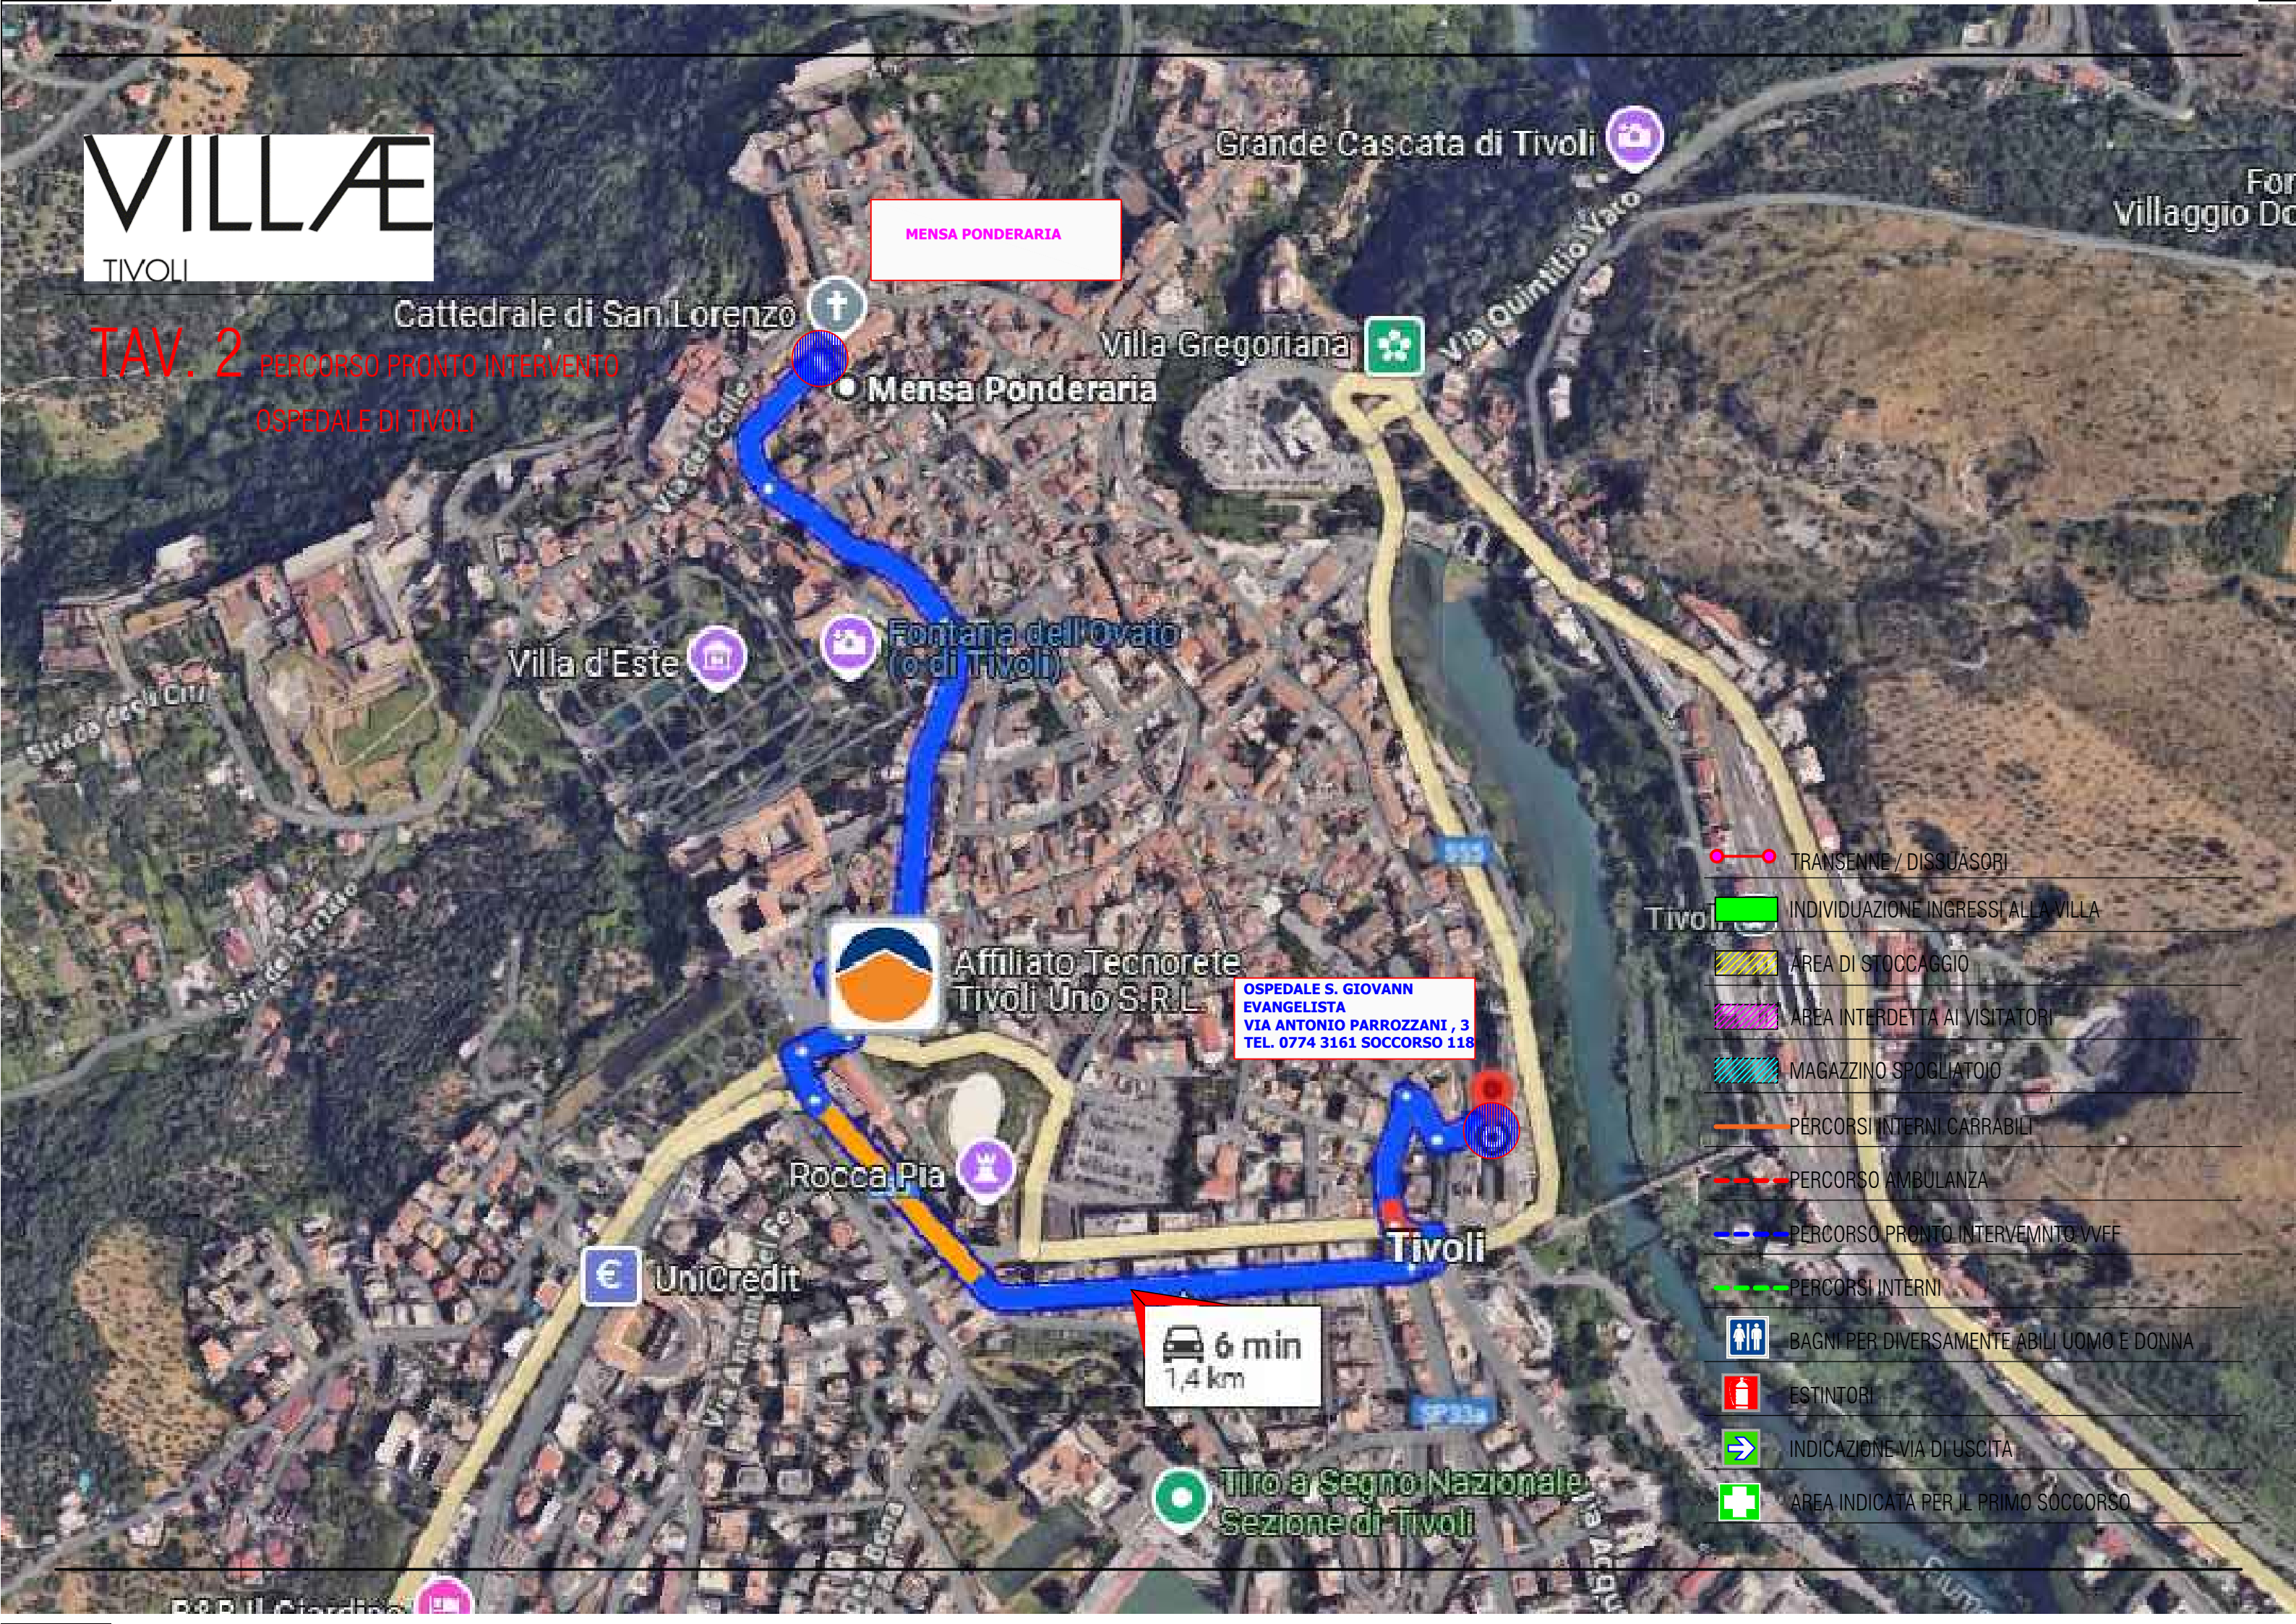 VILLÆ
TIVOLI
TAV. 2 PERCORSO PRONTO INTERVENTO
OSPEDALE DI TIVOLI
MENSA PONDERARIA
Grande Cascata di Tivoli
Villaggio
Via Quintilio Varo
Cattedrale di San Lorenzo
Villa Gregoriana
Mensa Ponderaria
Via del Colle
Fontana dell'Ovato
(o di Tivoli)
Villa d'Este
Strada degli Orti
SS5
Affiliato Tecnorete
Tivoli Uno S.R.L.
OSPEDALE S. GIOVANN
EVANGELISTA
VIA ANTONIO PARROZZANI , 3
TEL. 0774 3161 SOCCORSO 118
Rocca Pia
UniCredit
€
Tivoli
6 min
1,4 km
SP33a
Tiro a Segno Nazionale
Sezione di Tivoli
B&B Il Giardino
TRANSENNE / DISSUASORI
INDIVIDUAZIONE INGRESSI ALLA VILLA
AREA DI STOCCAGGIO
AREA INTERDETTA AI VISITATORI
MAGAZZINO SPOGLIATOIO
PERCORSI INTERNI CARRABILI
PERCORSO AMBULANZA
PERCORSO PRONTO INTERVEMNTO VVFF
PERCORSI INTERNI
BAGNI PER DIVERSAMENTE ABILI UOMO E DONNA
ESTINTORI
INDICAZIONE VIA DI USCITA
AREA INDICATA PER IL PRIMO SOCCORSO